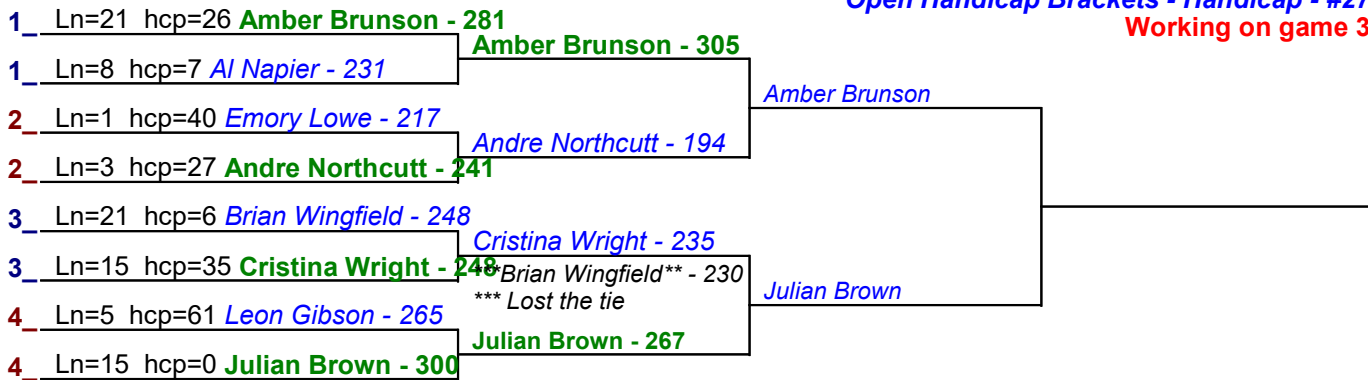 Open Handicap Brackets - Handicap - #27
Working on game 3
1_ Ln=21 hcp=26 Amber Brunson - 281
Amber Brunson - 305
1_ Ln=8 hcp=7 Al Napier - 231
Amber Brunson
2_ Ln=1 hcp=40 Emory Lowe - 217
Andre Northcutt - 194
2_ Ln=3 hcp=27 Andre Northcutt - 241
3_ Ln=21 hcp=6 Brian Wingfield - 248
Cristina Wright - 235
3_ Ln=15 hcp=35 Cristina Wright - 248
***Brian Wingfield** - 230
*** Lost the tie
Julian Brown
4_ Ln=5 hcp=61 Leon Gibson - 265
Julian Brown - 267
4_ Ln=15 hcp=0 Julian Brown - 300